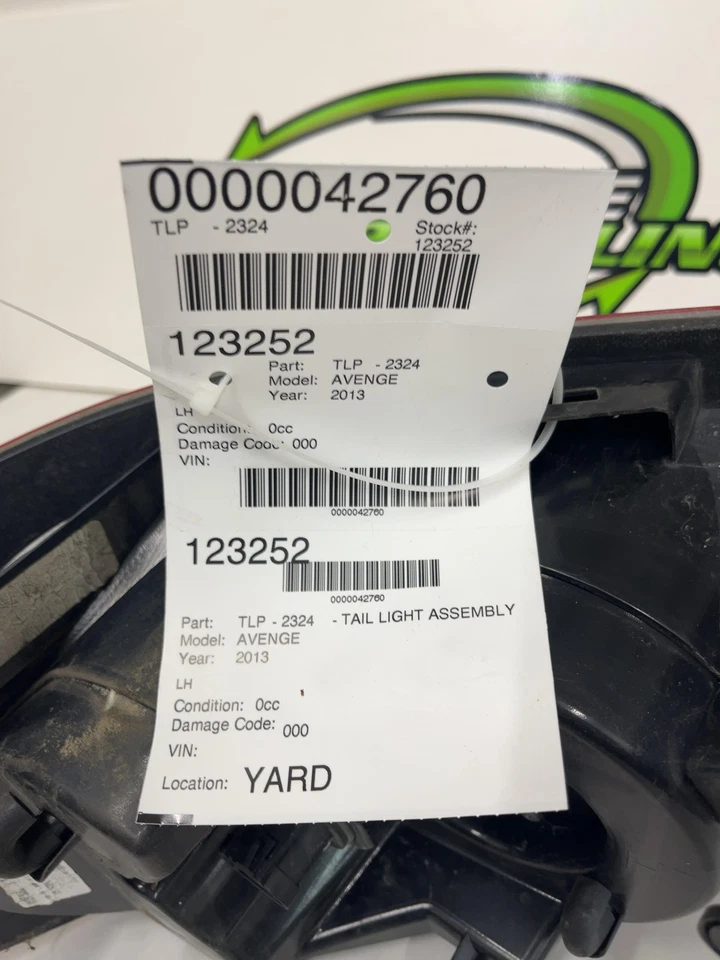 0000042760
TLP - 2324
Stock#:
123252
123252
Part: TLP - 2324
Model: AVENGE
Year: 2013
LH
Condition: 0cc
Damage Code: 000
VIN:
0000042760
123252
0000042760
Part: TLP - 2324 - TAIL LIGHT ASSEMBLY
Model: AVENGE
Year: 2013
LH
Condition: 0cc
Damage Code: 000
VIN:
Location: YARD